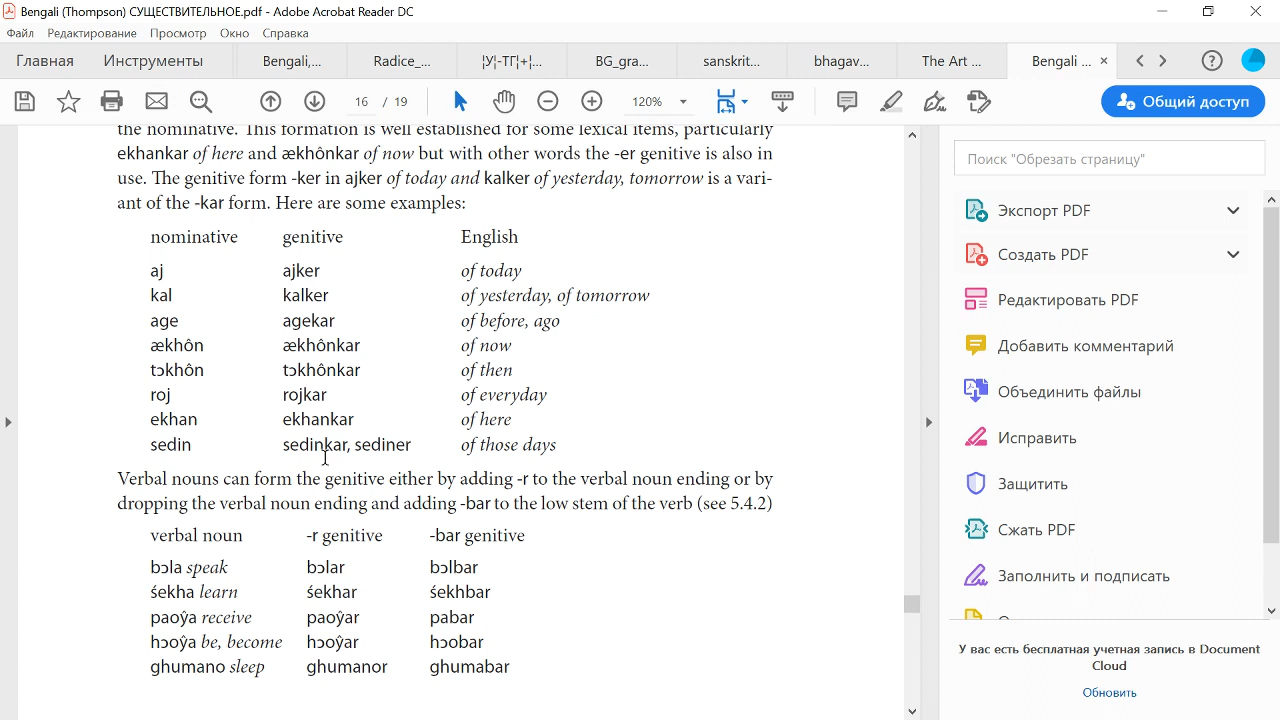 Bengali (Thompson) СУЩЕСТВИТЕЛЬНОЕ.pdf - Adobe Acrobat Reader DC
Файл Редактирование Просмотр Окно Справка
Главная Инструменты Bengali,... Radice_... ¦У¦-ТГ¦+¦... BG_gra... sanskrit... bhagav... The Art ... Bengali ... ×
16 / 19 120% Общий доступ
the nominative. This formation is well established for some lexical items, particularly
ekhankar of here and ækhônkar of now but with other words the -er genitive is also in
use. The genitive form -ker in ajker of today and kalker of yesterday, tomorrow is a vari-
ant of the -kar form. Here are some examples:
nominative genitive English
aj ajker of today
kal kalker of yesterday, of tomorrow
age agekar of before, ago
ækhôn ækhônkar of now
tɔkhôn tɔkhônkar of then
roj rojkar of everyday
ekhan ekhankar of here
sedin sedinkar, sediner of those days
Verbal nouns can form the genitive either by adding -r to the verbal noun ending or by
dropping the verbal noun ending and adding -bar to the low stem of the verb (see 5.4.2)
verbal noun -r genitive -bar genitive
bɔla speak bɔlar bɔlbar
śekha learn śekhar śekhbar
paoŷa receive paoŷar pabar
hɔoŷa be, become hɔoŷar hɔobar
ghumano sleep ghumanor ghumabar
Поиск "Обрезать страницу"
Экспорт PDF
Создать PDF
Редактировать PDF
Добавить комментарий
Объединить файлы
Исправить
Защитить
Сжать PDF
Заполнить и подписать
У вас есть бесплатная учетная запись в Document
Cloud
Обновить